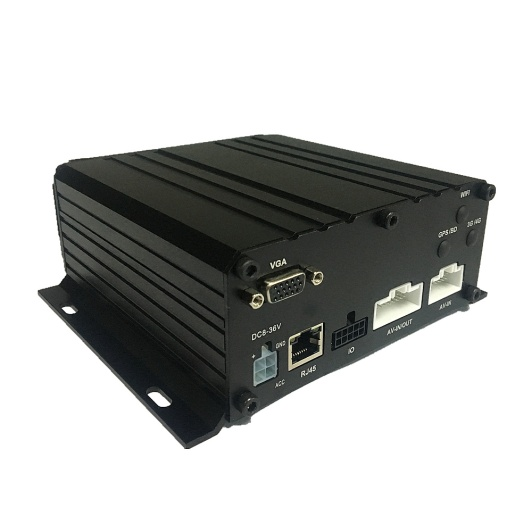 WIFI
GPS/BD
3G/4G
VGA
DC8-36V
+
GND
ACC
RJ45
IO
AV-IN/OUT
AV-IN